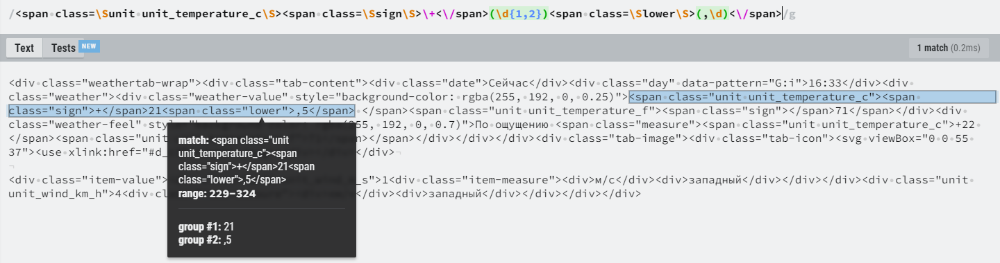 /<span class=\Sunit unit_temperature_c\S><span class=\Ssign\S>\+<\/span>(\d{1,2})<span class=\Slower\S>(,\d)<\/span>/g
Text Tests NEW 1 match (0.2ms)
<div class="weathertab-wrap"><div class="tab-content"><div class="date">Сейчас</div><div class="day" data-pattern="G:i">16:33</div><div
class="weather"><div class="weather-value" style="background-color: rgba(255, 192, 0, 0.25)"><span class="unit unit_temperature_c"><span
class="sign">+</span>21<span class="lower">,5</span> </span><span class="unit unit_temperature_f"><span class="sign"></span>71</span></div><div
class="weather-feel" style= 55, 192, 0, 0.7)">По ощущению <span class="measure"><span class="unit unit_temperature_c">+22
</span><span class="unit </span></div></div></div><div class="tab-image"><div class="tab-icon"><svg viewBox="0 0 55
37"><use xlink:href="#d_ </div>¬
¬
<div class="item-value"> _s">1<div class="item-measure"><div>м/с</div><div>западный</div></div></div><div class="unit
unit_wind_km_h">4<div cl </div><div>западный</div></div></div></div>
match: <span class="unit
unit_temperature_c"><span
class="sign">+</span>21<span
class="lower">,5</span>
range: 229–324
group #1: 21
group #2: ,5